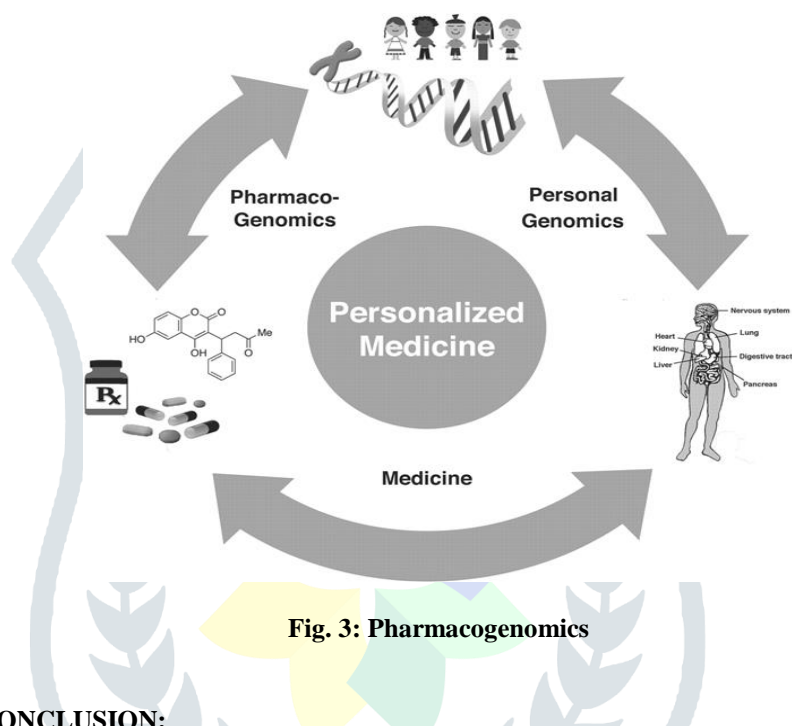 Pharmaco-
Genomics
Personal
Genomics
Personalized
Medicine
O
O
HO
Me
OH
O
Rx
Nervous system
Heart
Lung
Kidney
Digestive tract
Liver
Pancreas
Medicine
Fig. 3: Pharmacogenomics
ONCLUSION: